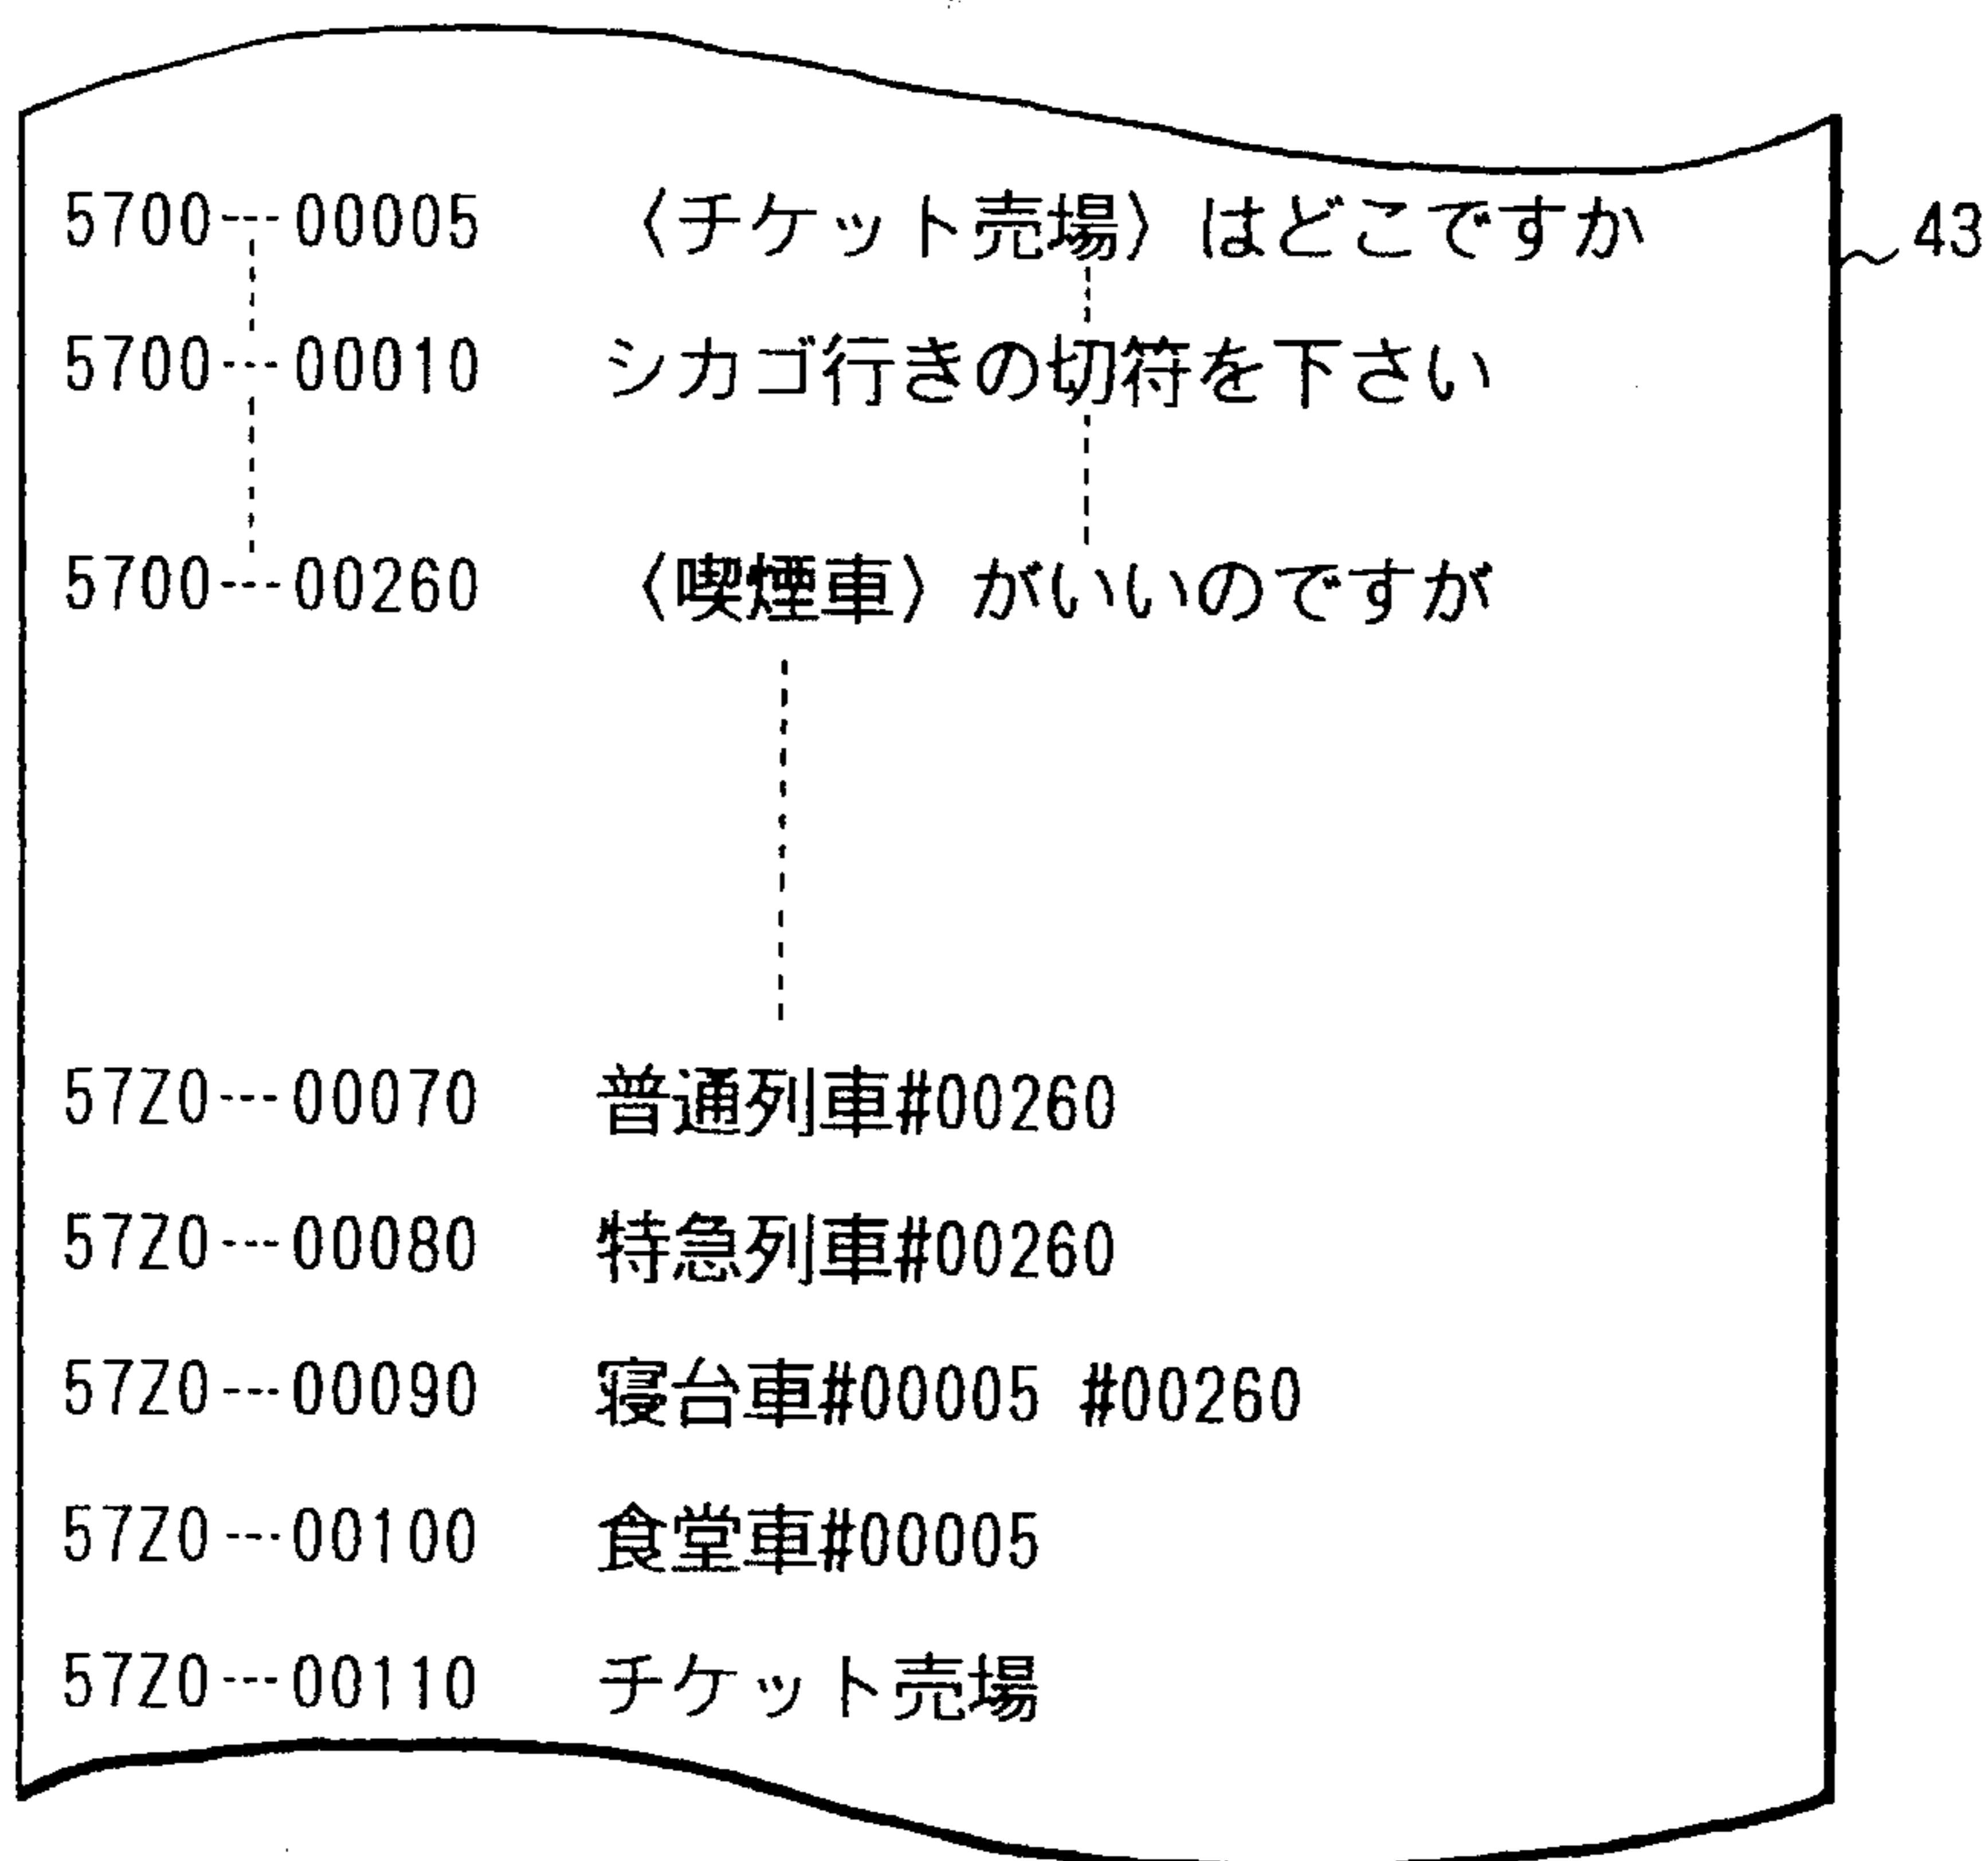 5700---00005 〈チケット売場〉はどこですか
43
5700---00010 シカゴ行きの切符を下さい
5700---00260 〈喫煙車〉がいいのですが
57Z0---00070 普通列車#00260
57Z0---00080 特急列車#00260
57Z0---00090 寝台車#00005 #00260
57Z0---00100 食堂車#00005
57Z0---00110 チケット売場